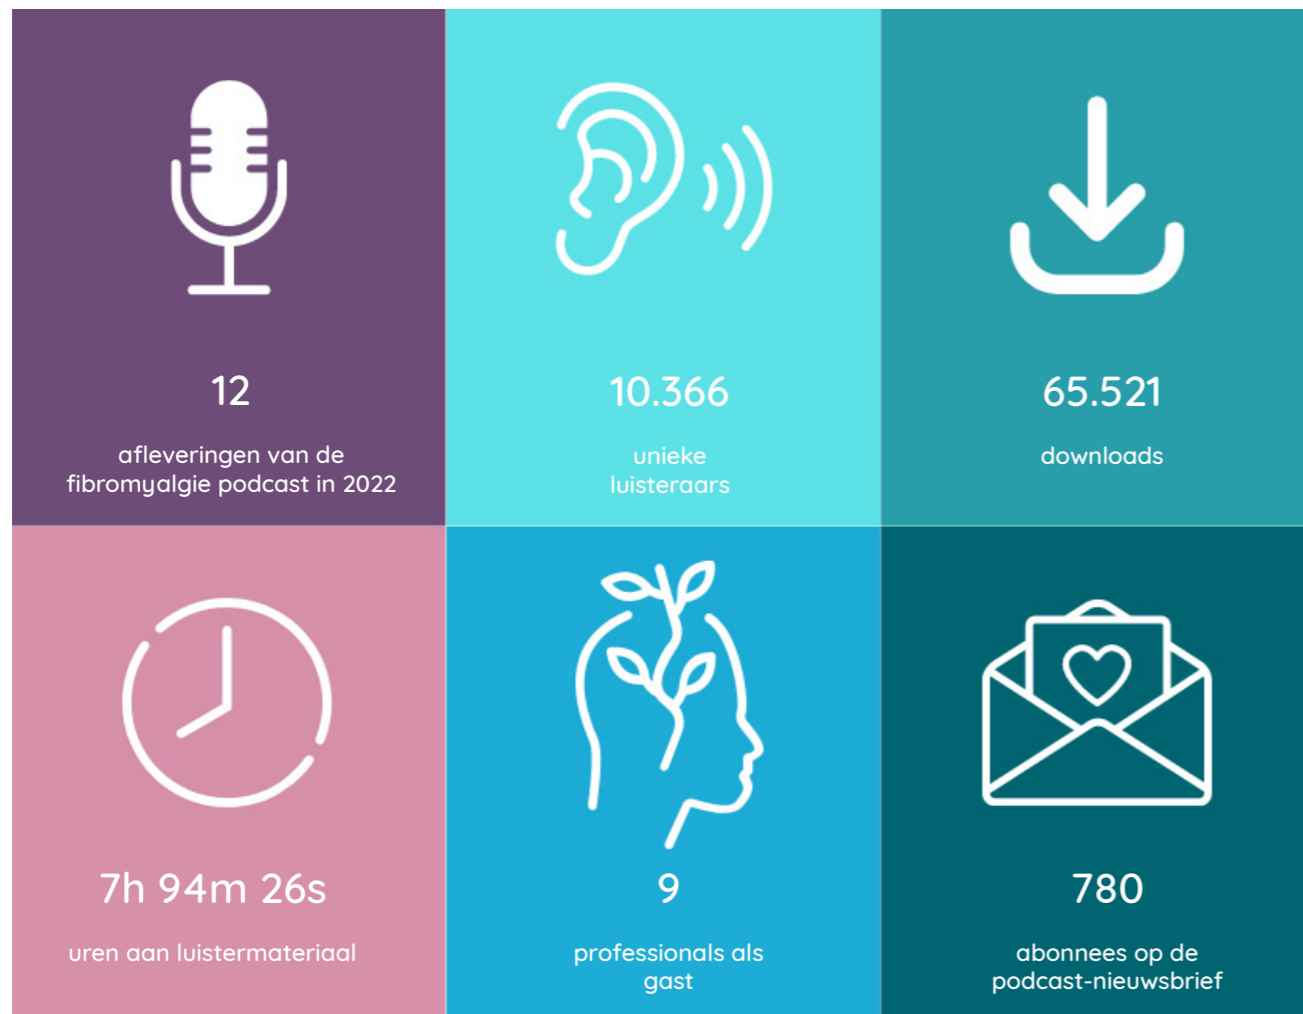 12
afleveringen van de
fibromyalgie podcast in 2022
10.366
unieke
luisteraars
65.521
downloads
7h 94m 26s
uren aan luistermateriaal
9
professionals als
gast
780
abonnees op de
podcast-nieuwsbrief